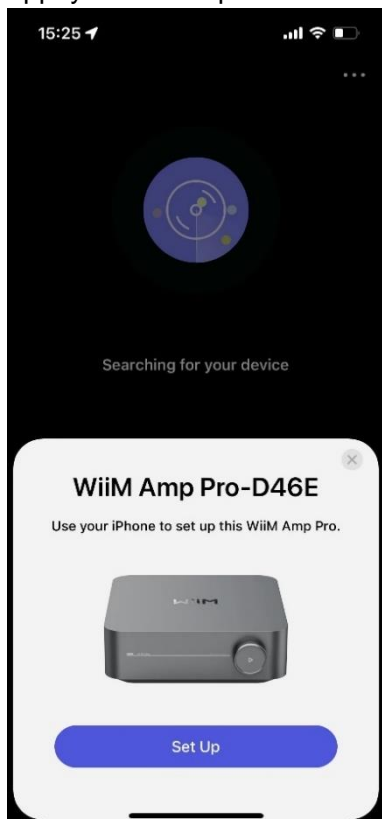 15:25
Searching for your device
WiiM Amp Pro-D46E
Use your iPhone to set up this WiiM Amp Pro.
WiiM
Set Up